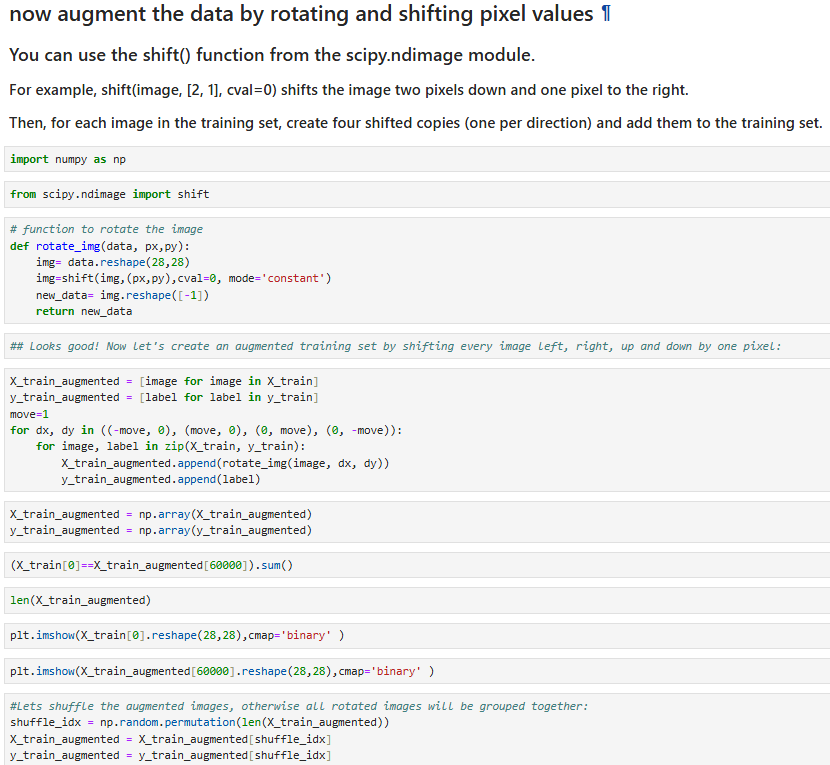 now augment the data by rotating and shifting pixel values ¶
You can use the shift() function from the scipy.ndimage module.
For example, shift(image, [2, 1], cval=0) shifts the image two pixels down and one pixel to the right.
Then, for each image in the training set, create four shifted copies (one per direction) and add them to the training set.
import numpy as np
from scipy.ndimage import shift
# function to rotate the image
def rotate_img(data, px,py):
    img= data.reshape(28,28)
    img=shift(img,(px,py),cval=0, mode='constant')
    new_data= img.reshape([-1])
    return new_data
## Looks good! Now let's create an augmented training set by shifting every image left, right, up and down by one pixel:
X_train_augmented = [image for image in X_train]
y_train_augmented = [label for label in y_train]
move=1
for dx, dy in ((-move, 0), (move, 0), (0, move), (0, -move)):
    for image, label in zip(X_train, y_train):
        X_train_augmented.append(rotate_img(image, dx, dy))
        y_train_augmented.append(label)
X_train_augmented = np.array(X_train_augmented)
y_train_augmented = np.array(y_train_augmented)
(X_train[0]==X_train_augmented[60000]).sum()
len(X_train_augmented)
plt.imshow(X_train[0].reshape(28,28),cmap='binary' )
plt.imshow(X_train_augmented[60000].reshape(28,28),cmap='binary' )
#Lets shuffle the augmented images, otherwise all rotated images will be grouped together:
shuffle_idx = np.random.permutation(len(X_train_augmented))
X_train_augmented = X_train_augmented[shuffle_idx]
y_train_augmented = y_train_augmented[shuffle_idx]